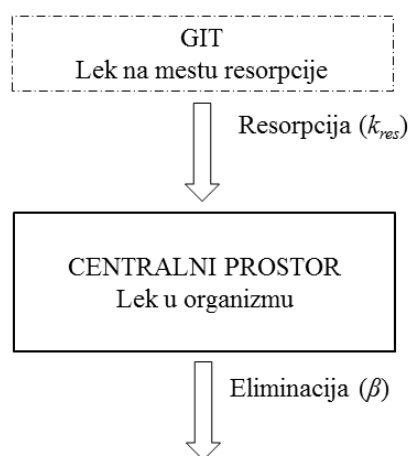 GIT
Lek na mestu resorpcije
Resorpcija (kres)
CENTRALNI PROSTOR
Lek u organizmu
Eliminacija (β)